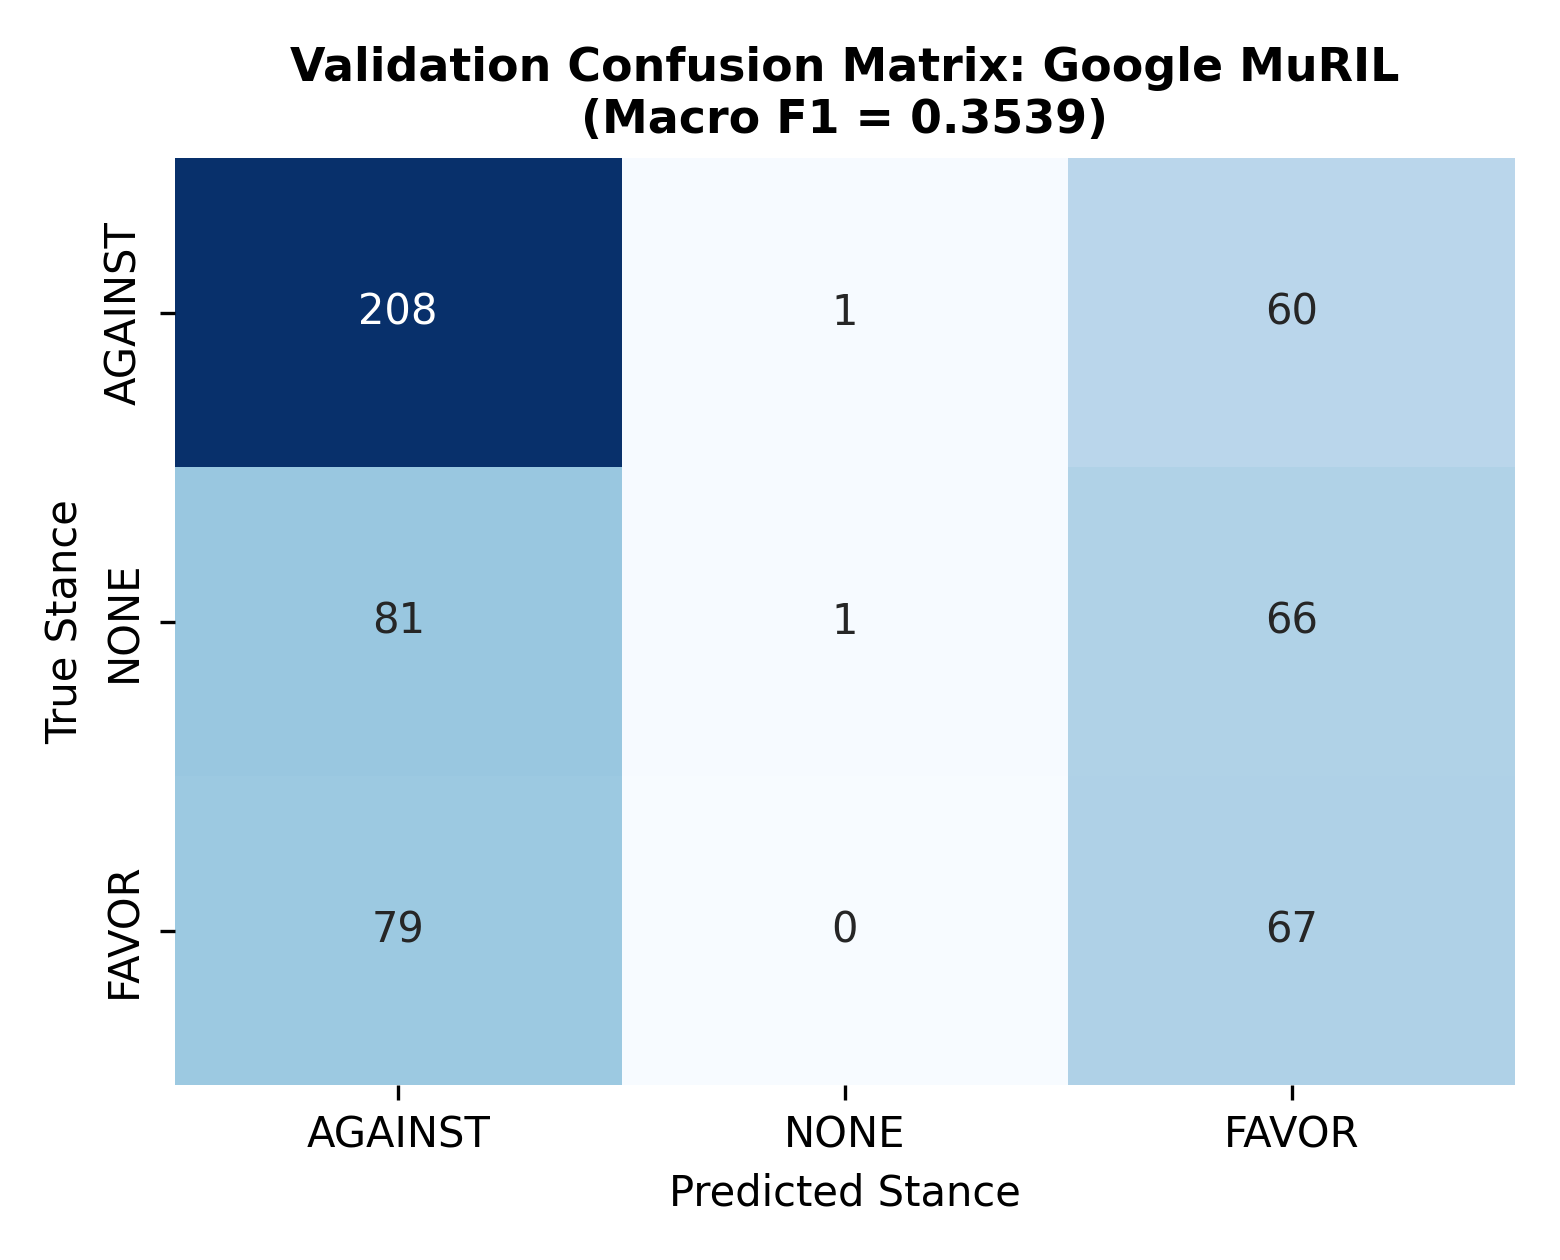 Validation Confusion Matrix: Google MuRIL
(Macro F1 = 0.3539)
True Stance
AGAINST
208
1
60
NONE
81
1
66
FAVOR
79
0
67
AGAINST
NONE
FAVOR
Predicted Stance